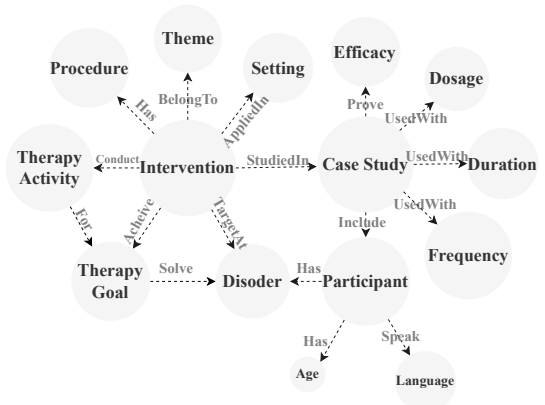 Theme
Efficacy
Procedure
Setting
Dosage
Has
BelongTo
AppliedIn
Prove
UsedWith
Therapy
Activity
Conduct
Intervention
StudiedIn
Case Study
UsedWith
Duration
For
Acheive
TargetAt
Include
UsedWith
Frequency
Therapy
Goal
Solve
Disoder
Has
Participant
Has
Speak
Age
Language